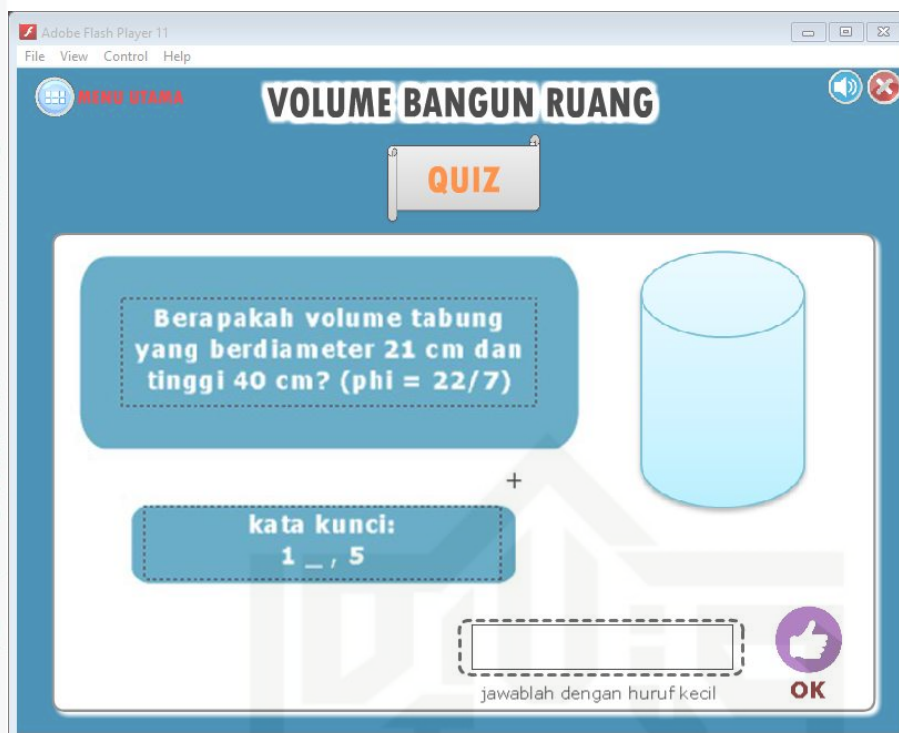 Adobe Flash Player 11
File View Control Help
MENU UTAMA
VOLUME BANGUN RUANG
QUIZ
Berapakah volume tabung
yang berdiameter 21 cm dan
tinggi 40 cm? (phi = 22/7)
kata kunci:
1 _ , 5
jawablah dengan huruf kecil
OK